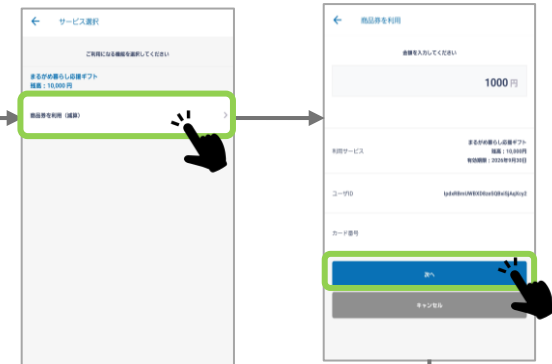 サービス選択
ご利用になる機能を選択してください
まるがめ暮らし応援ギフト
残高：10,000円
商品券を利用（減算）
商品券を利用
金額を入力してください
1000 円
利用サービス
まるがめ暮らし応援ギフト
残高：10,000円
有効期限：2026年9月30日
ユーザID
カード番号
次へ
キャンセル